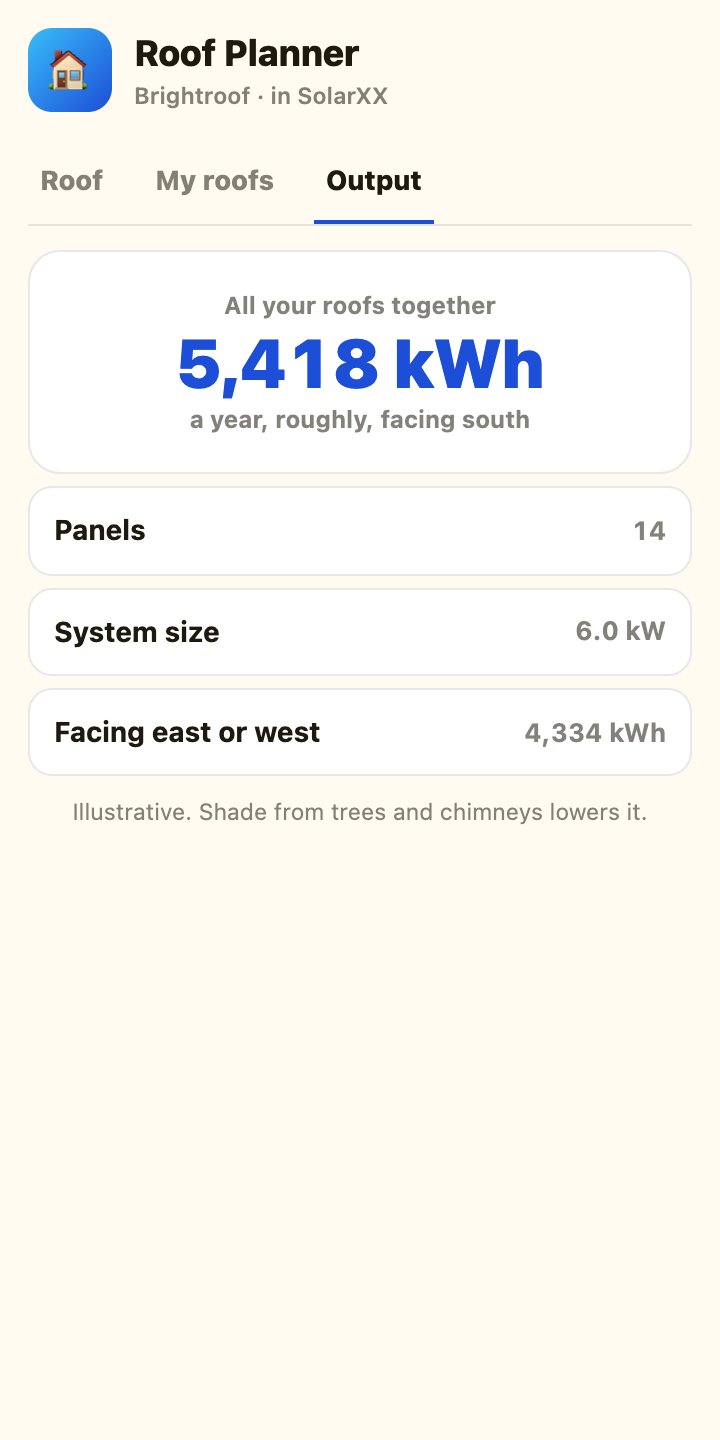 Roof Planner
Brightroof · in SolarXX
Roof My roofs Output
All your roofs together
5,418 kWh
a year, roughly, facing south
Panels 14
System size 6.0 kW
Facing east or west 4,334 kWh
Illustrative. Shade from trees and chimneys lowers it.